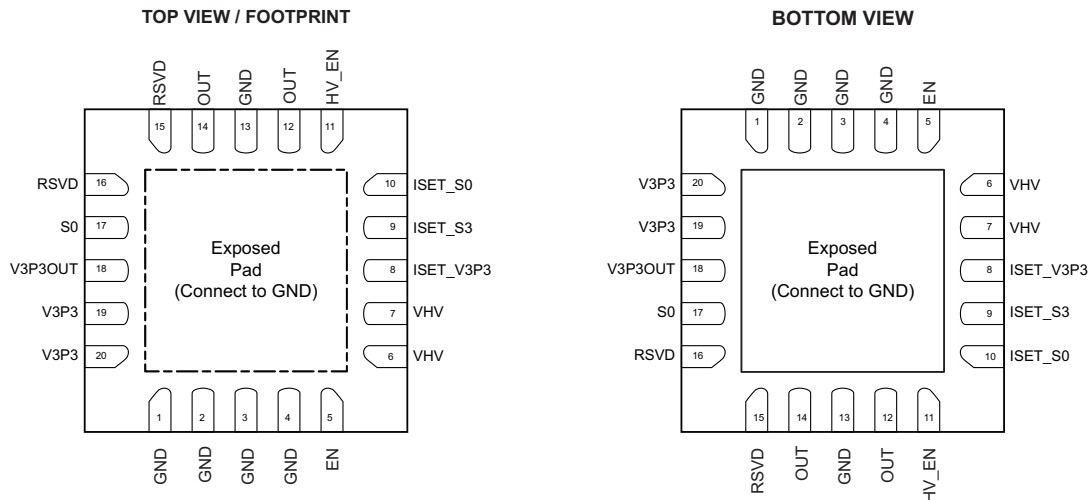 TOP VIEW / FOOTPRINT
RSVD
OUT
GND
OUT
HV_EN
15
14
13
12
11
RSVD
16
10
ISET_S0
S0
17
9
ISET_S3
V3P3OUT
18
8
ISET_V3P3
V3P3
19
7
VHV
V3P3
20
6
VHV
Exposed
Pad
(Connect to GND)
1
2
3
4
5
GND
GND
GND
GND
EN
BOTTOM VIEW
GND
GND
GND
GND
EN
1
2
3
4
5
V3P3
20
6
VHV
V3P3
19
7
VHV
V3P3OUT
18
8
ISET_V3P3
S0
17
9
ISET_S3
RSVD
16
10
ISET_S0
Exposed
Pad
(Connect to GND)
15
14
13
12
11
RSVD
OUT
GND
OUT
HV_EN